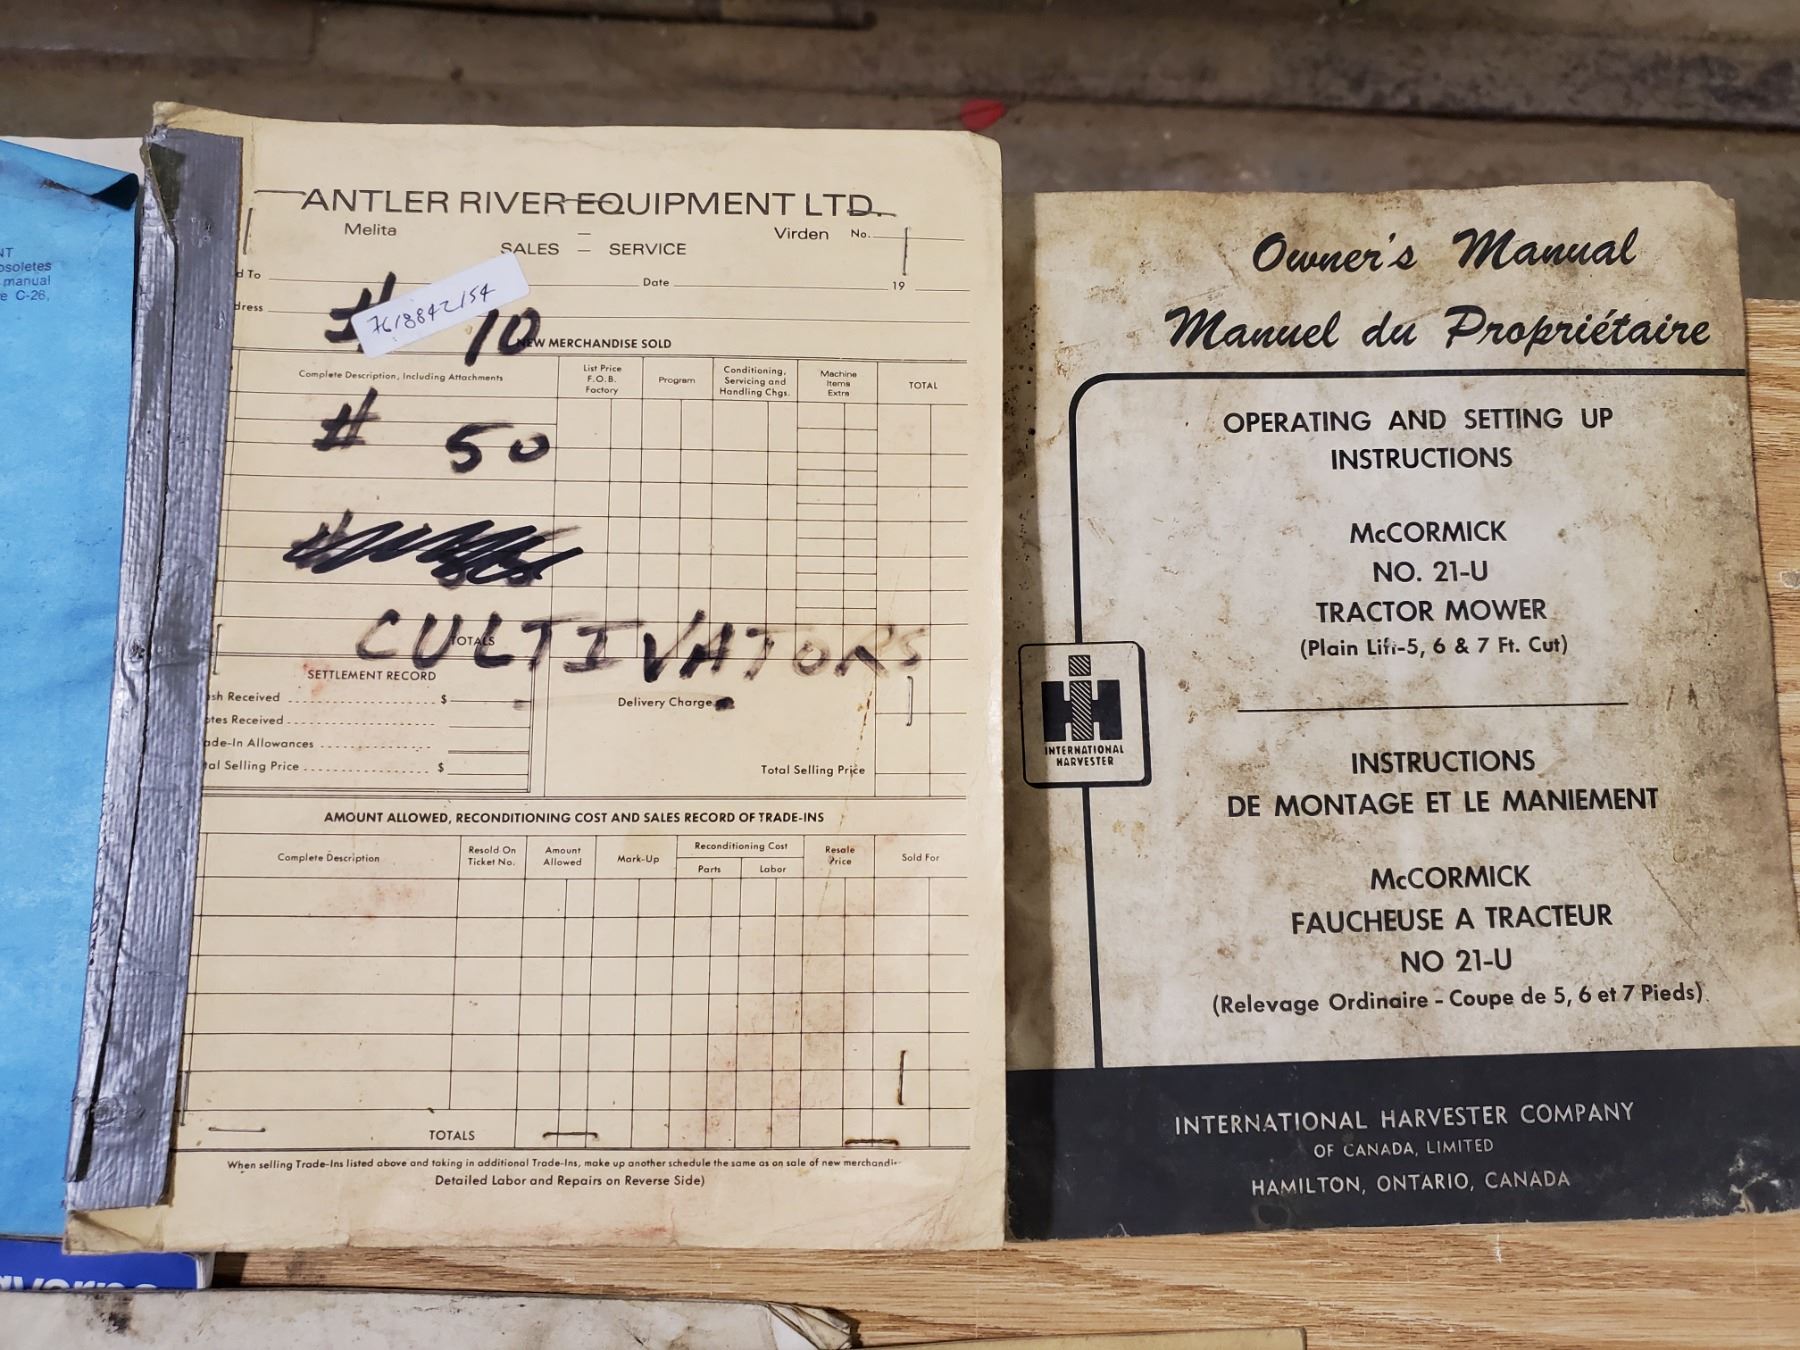 NT
osoletes
manual
e C-26,
ANTLER RIVER EQUIPMENT LTD.
Melita
Virden No.
SALES – SERVICE
d To
Date
19
dress
# 10
7618842154
NEW MERCHANDISE SOLD
Complete Description, Including Attachments
List Price
F.O.B.
Factory
Program
Conditioning,
Servicing and
Handling Chgs.
Machine
Items
Extra
TOTAL
# 50
CULTIVATORS
TOTALS
SETTLEMENT RECORD
sh Received $
otes Received
ade-In Allowances
tal Selling Price $
Delivery Charge
Total Selling Price
AMOUNT ALLOWED, RECONDITIONING COST AND SALES RECORD OF TRADE-INS
Complete Description
Resold On
Ticket No.
Amount
Allowed
Mark-Up
Reconditioning Cost
Parts
Labor
Resale
Price
Sold For
TOTALS
When selling Trade-Ins listed above and taking in additional Trade-Ins, make up another schedule the same as on sale of new merchandi
Detailed Labor and Repairs on Reverse Side)
Owner's Manual
Manuel du Propriétaire
OPERATING AND SETTING UP
INSTRUCTIONS
McCORMICK
NO. 21-U
TRACTOR MOWER
(Plain Lift-5, 6 & 7 Ft. Cut)
IH
INTERNATIONAL
HARVESTER
INSTRUCTIONS
DE MONTAGE ET LE MANIEMENT
McCORMICK
FAUCHEUSE A TRACTEUR
NO 21-U
(Relevage Ordinaire - Coupe de 5, 6 et 7 Pieds)
INTERNATIONAL HARVESTER COMPANY
OF CANADA, LIMITED
HAMILTON, ONTARIO, CANADA